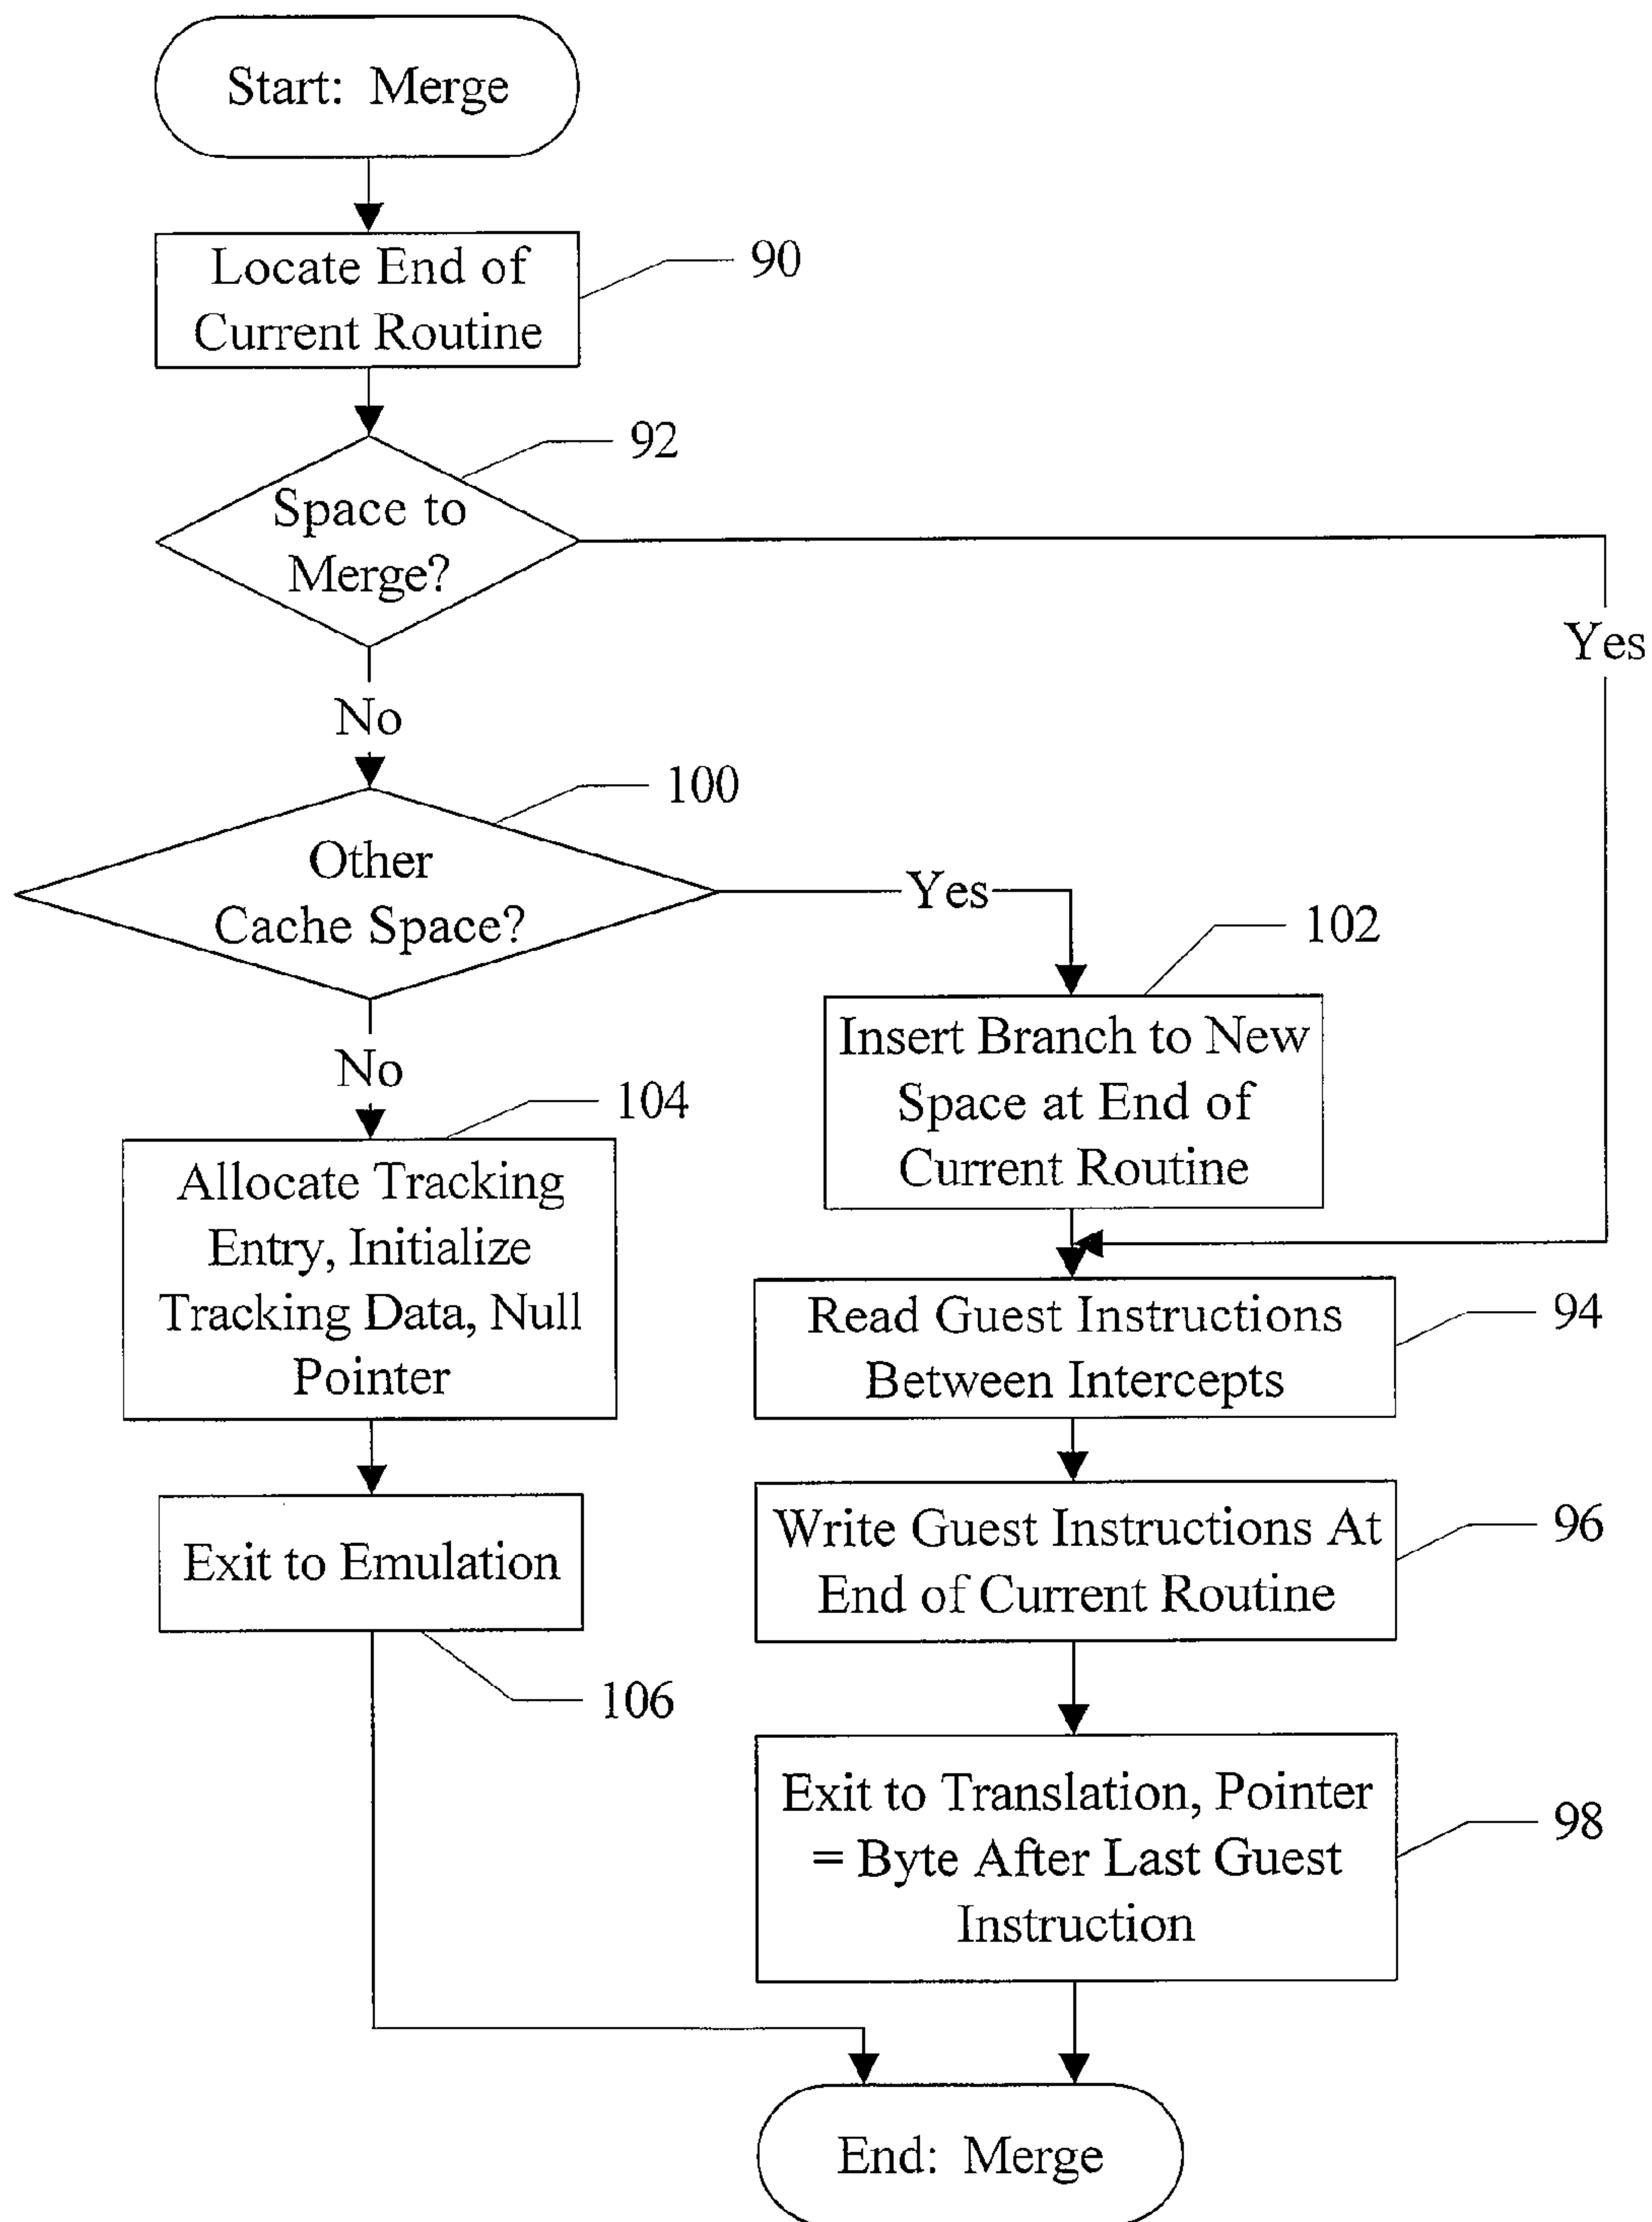 Start: Merge
Locate End of
Current Routine
90
92
Space to
Merge?
Yes
No
100
Other
Cache Space?
Yes
102
Insert Branch to New
Space at End of
Current Routine
No
104
Allocate Tracking
Entry, Initialize
Tracking Data, Null
Pointer
Read Guest Instructions
Between Intercepts
94
Exit to Emulation
106
Write Guest Instructions At
End of Current Routine
96
Exit to Translation, Pointer
= Byte After Last Guest
Instruction
98
End: Merge